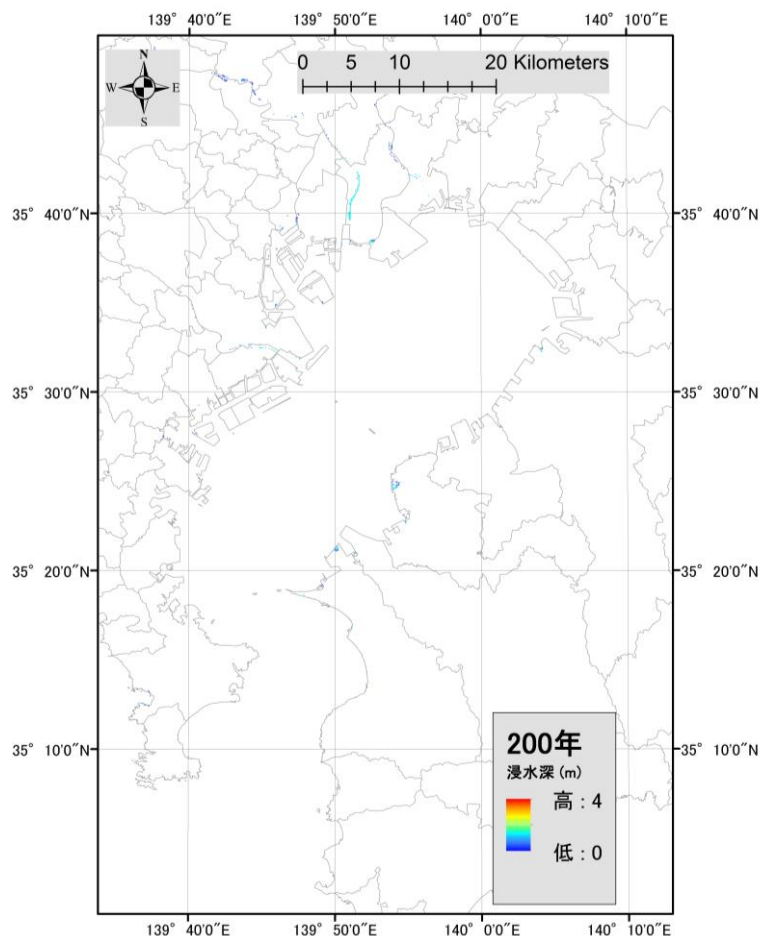 139° 40'0"E 139° 50'0"E 140° 0'0"E 140° 10'0"E
N
W E
S
0 5 10 20 Kilometers
35° 40'0"N 35° 40'0"N
35° 30'0"N 35° 30'0"N
35° 20'0"N 35° 20'0"N
35° 10'0"N 35° 10'0"N
200年
浸水深 (m)
高 : 4
低 : 0
139° 40'0"E 139° 50'0"E 140° 0'0"E 140° 10'0"E